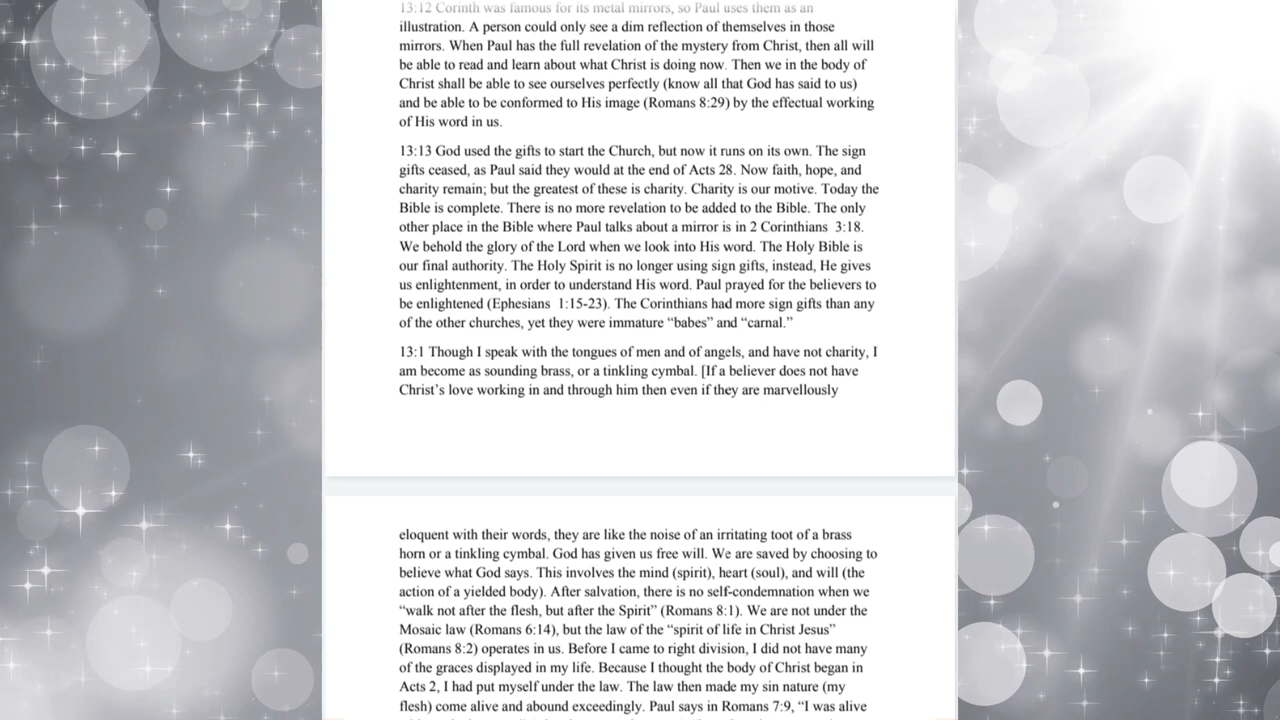 13:12 Corinth was famous for its metal mirrors, so Paul uses them as an
illustration. A person could only see a dim reflection of themselves in those
mirrors. When Paul has the full revelation of the mystery from Christ, then all will
be able to read and learn about what Christ is doing now. Then we in the body of
Christ shall be able to see ourselves perfectly (know all that God has said to us)
and be able to be conformed to His image (Romans 8:29) by the effectual working
of His word in us.
13:13 God used the gifts to start the Church, but now it runs on its own. The sign
gifts ceased, as Paul said they would at the end of Acts 28. Now faith, hope, and
charity remain; but the greatest of these is charity. Charity is our motive. Today the
Bible is complete. There is no more revelation to be added to the Bible. The only
other place in the Bible where Paul talks about a mirror is in 2 Corinthians 3:18.
We behold the glory of the Lord when we look into His word. The Holy Bible is
our final authority. The Holy Spirit is no longer using sign gifts, instead, He gives
us enlightenment, in order to understand His word. Paul prayed for the believers to
be enlightened (Ephesians 1:15-23). The Corinthians had more sign gifts than any
of the other churches, yet they were immature “babes” and “carnal.”
13:1 Though I speak with the tongues of men and of angels, and have not charity, I
am become as sounding brass, or a tinkling cymbal. [If a believer does not have
Christ’s love working in and through him then even if they are marvellously
eloquent with their words, they are like the noise of an irritating toot of a brass
horn or a tinkling cymbal. God has given us free will. We are saved by choosing to
believe what God says. This involves the mind (spirit), heart (soul), and will (the
action of a yielded body). After salvation, there is no self-condemnation when we
“walk not after the flesh, but after the Spirit” (Romans 8:1). We are not under the
Mosaic law (Romans 6:14), but the law of the “spirit of life in Christ Jesus”
(Romans 8:2) operates in us. Before I came to right division, I did not have many
of the graces displayed in my life. Because I thought the body of Christ began in
Acts 2, I had put myself under the law. The law then made my sin nature (my
flesh) come alive and abound exceedingly. Paul says in Romans 7:9, “I was alive